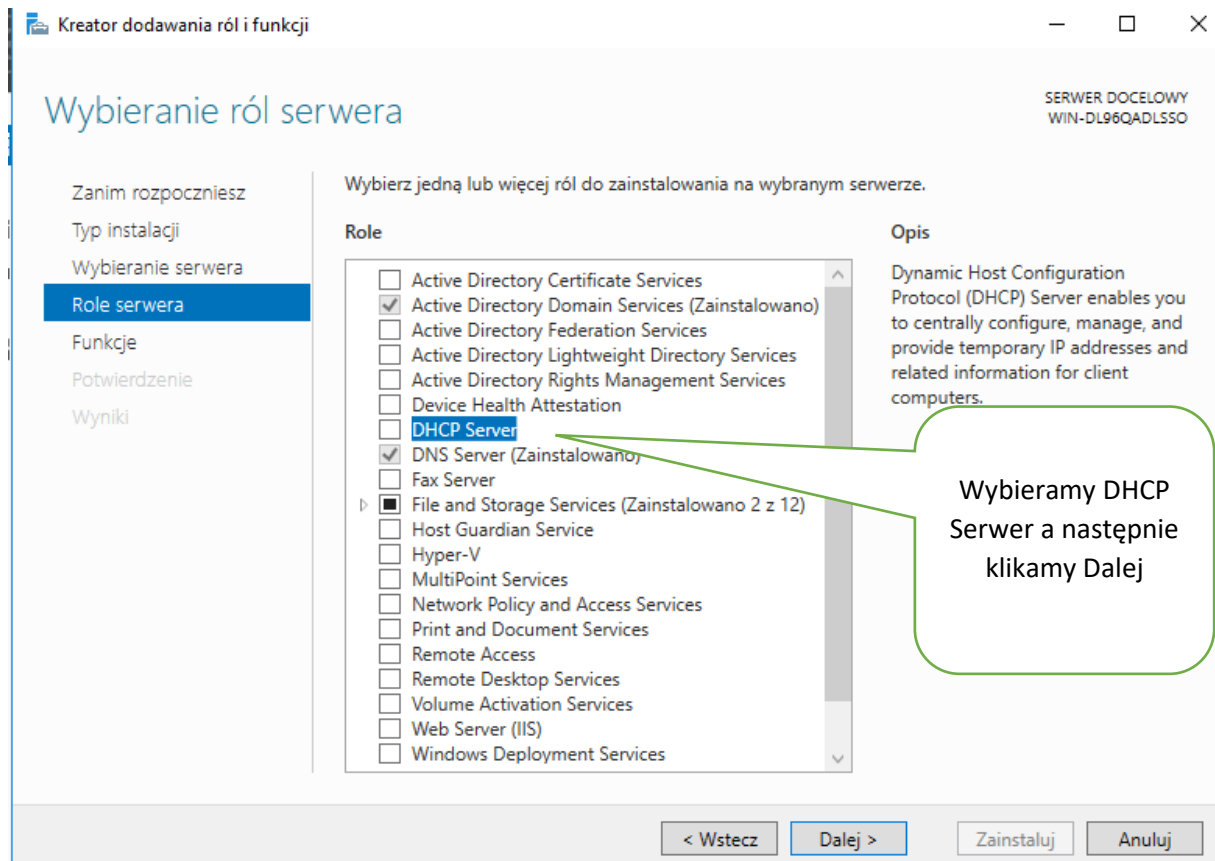 Kreator dodawania ról i funkcji
Wybieranie ról serwera
SERWER DOCELOWY
WIN-DL96QADLSSO
Zanim rozpoczniesz
Typ instalacji
Wybieranie serwera
Role serwera
Funkcje
Potwierdzenie
Wyniki
Wybierz jedną lub więcej ról do zainstalowania na wybranym serwerze.
Role
Active Directory Certificate Services
Active Directory Domain Services (Zainstalowano)
Active Directory Federation Services
Active Directory Lightweight Directory Services
Active Directory Rights Management Services
Device Health Attestation
DHCP Server
DNS Server (Zainstalowano)
Fax Server
File and Storage Services (Zainstalowano 2 z 12)
Host Guardian Service
Hyper-V
MultiPoint Services
Network Policy and Access Services
Print and Document Services
Remote Access
Remote Desktop Services
Volume Activation Services
Web Server (IIS)
Windows Deployment Services
Opis
Dynamic Host Configuration
Protocol (DHCP) Server enables you
to centrally configure, manage, and
provide temporary IP addresses and
related information for client
computers.
Wybieramy DHCP
Serwer a następnie
klikamy Dalej
< Wstecz
Dalej >
Zainstaluj
Anuluj